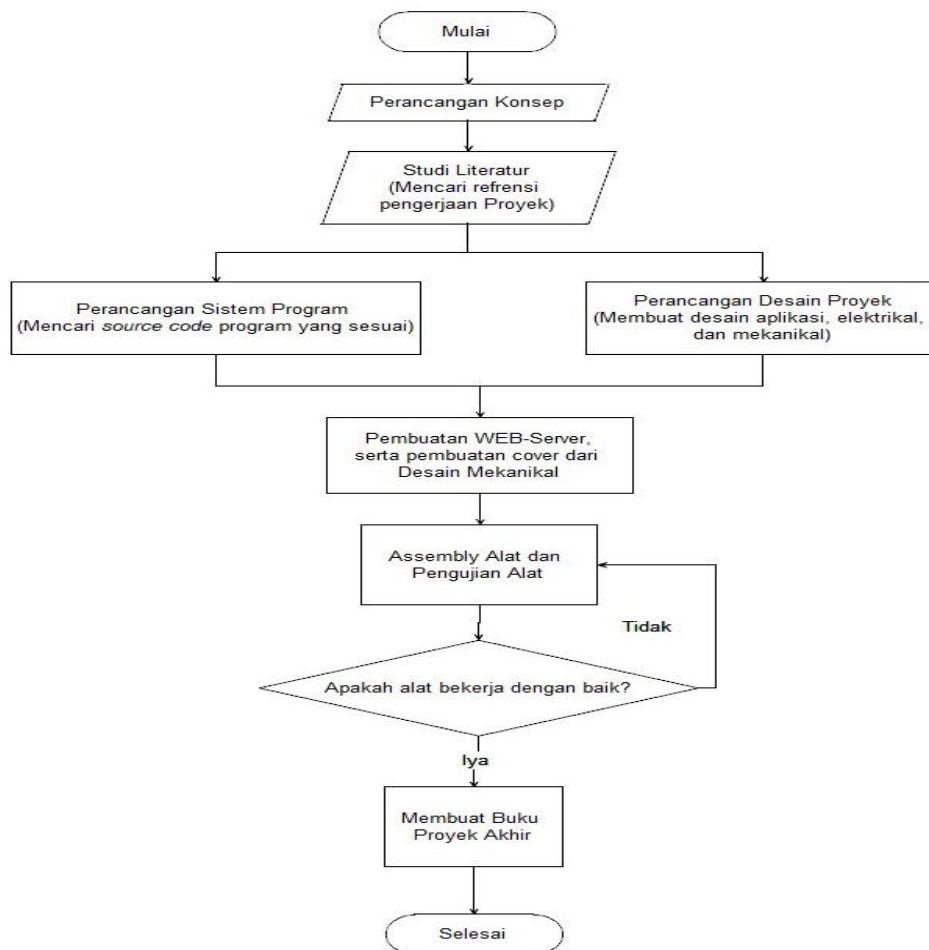 Mulai
Perancangan Konsep
Studi Literatur
(Mencari refrensi
pengerjaan Proyek)
Perancangan Sistem Program
(Mencari source code program yang sesuai)
Perancangan Desain Proyek
(Membuat desain aplikasi, elektrikal,
dan mekanikal)
Pembuatan WEB-Server,
serta pembuatan cover dari
Desain Mekanikal
Assembly Alat dan
Pengujian Alat
Tidak
Apakah alat bekerja dengan baik?
Iya
Membuat Buku
Proyek Akhir
Selesai